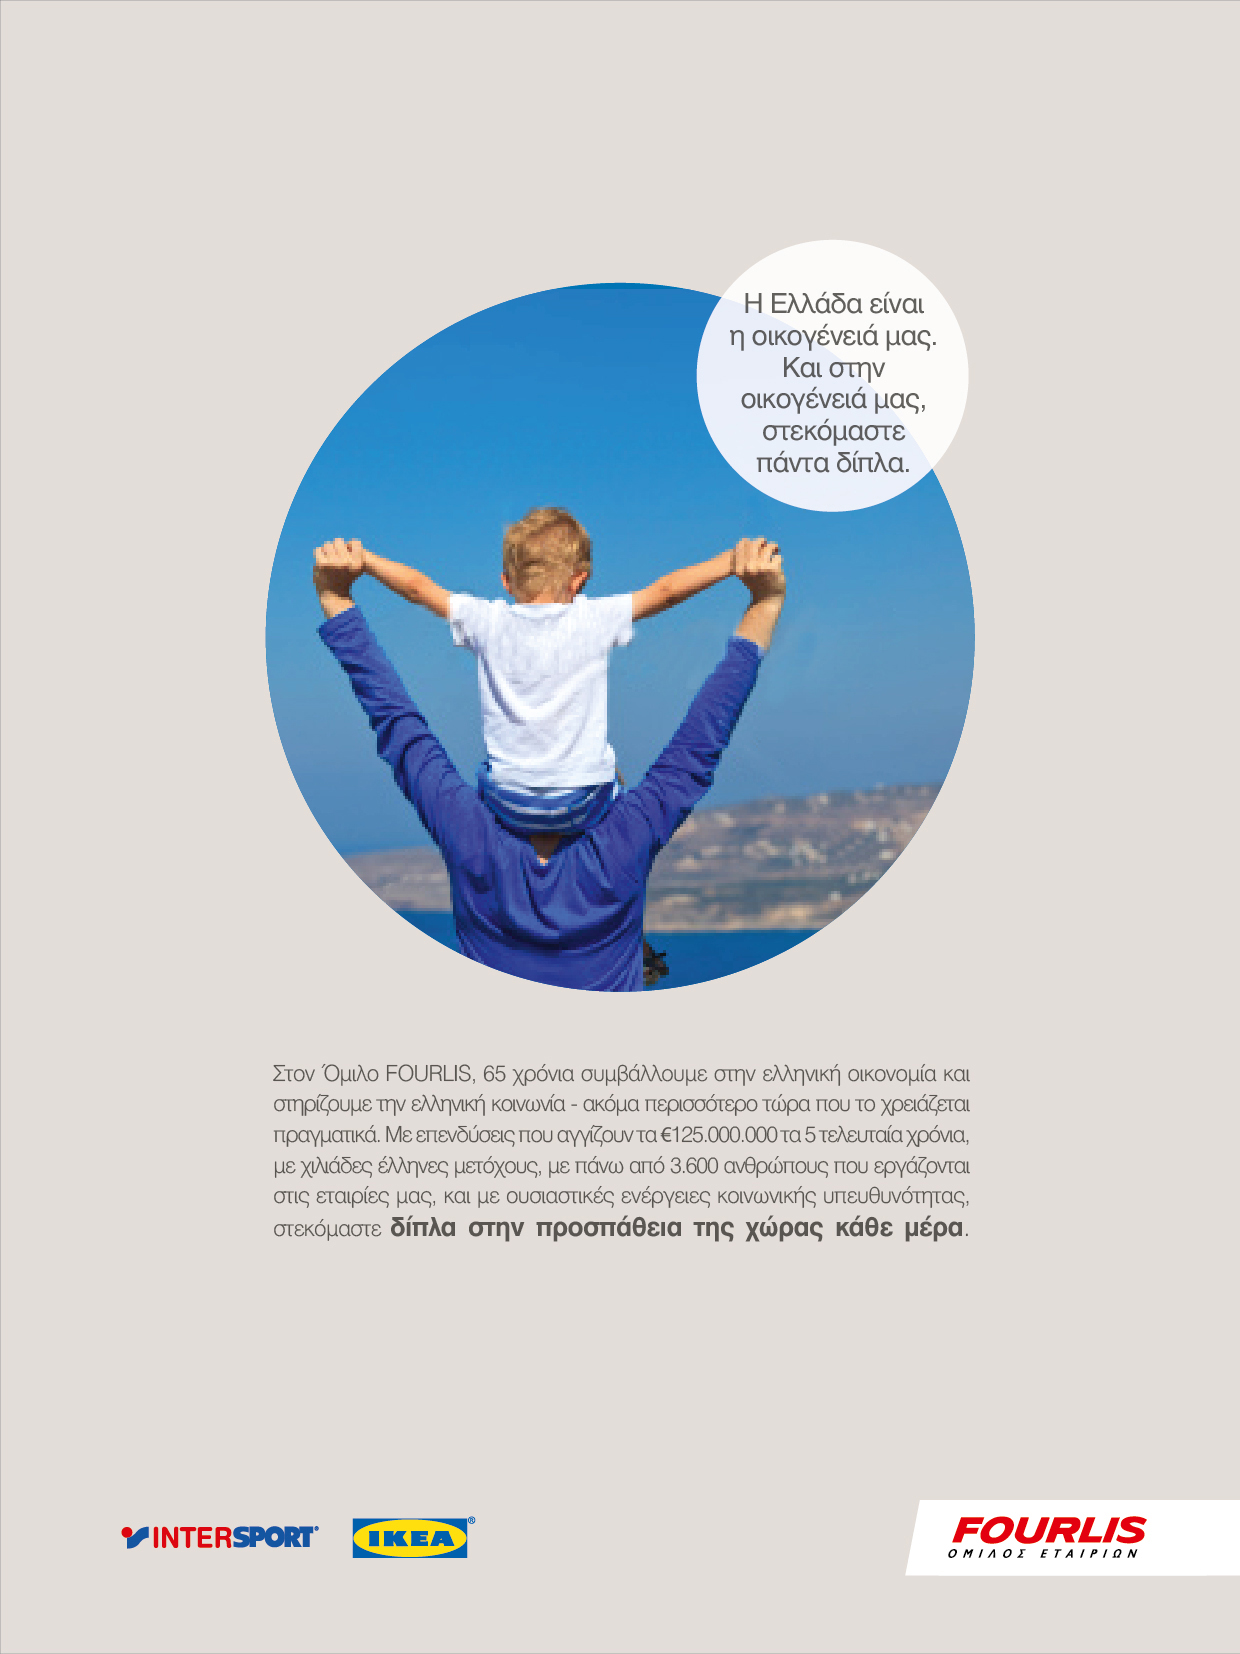 Η Ελλάδα είναι
η οικογένειά μας.
Και στην
οικογένειά μας,
στεκόμαστε
πάντα δίπλα.
Στον Όμιλο FOURLIS, 65 χρόνια συμβάλλουμε στην ελληνική οικονομία και
στηρίζουμε την ελληνική κοινωνία - ακόμα περισσότερο τώρα που το χρειάζεται
πραγματικά. Με επενδύσεις που αγγίζουν τα €125.000.000 τα 5 τελευταία χρόνια,
με χιλιάδες έλληνες μετόχους, με πάνω από 3.600 ανθρώπους που εργάζονται
στις εταιρίες μας, και με ουσιαστικές ενέργειες κοινωνικής υπευθυνότητας,
στεκόμαστε δίπλα στην προσπάθεια της χώρας κάθε μέρα.
INTERSPORT®
IKEA®
FOURLIS
ΟΜΙΛΟΣ ΕΤΑΙΡΙΩΝ